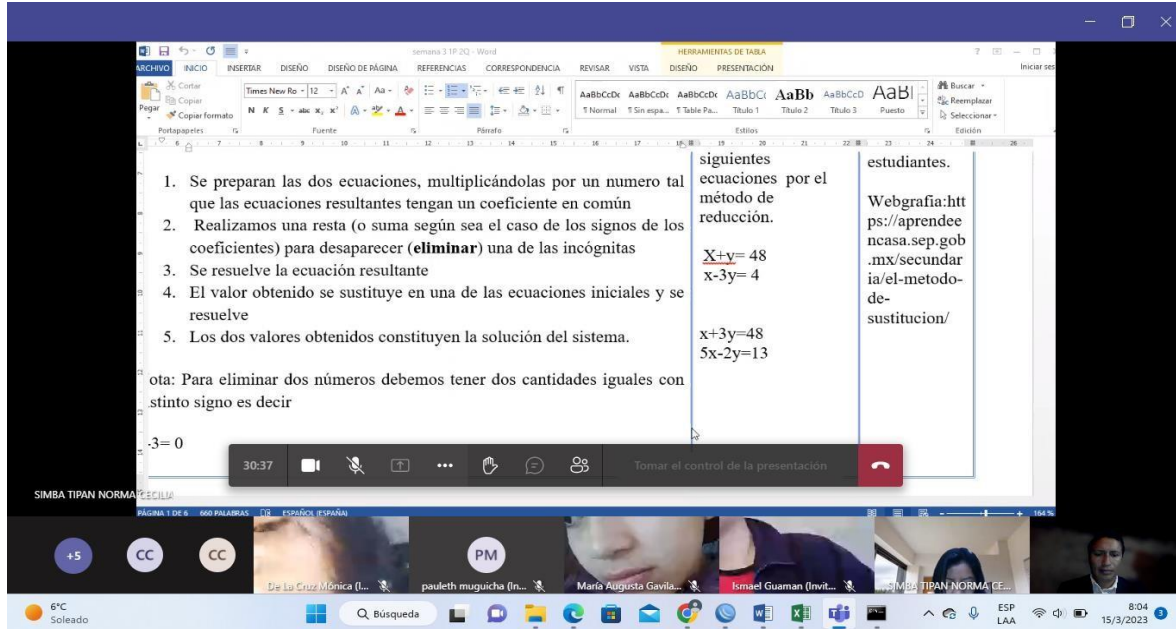 semana 3 1P 2Q - Word
HERRAMIENTAS DE TABLA
ARCHIVO INICIO INSERTAR DISEÑO DISEÑO DE PÁGINA REFERENCIAS CORRESPONDENCIA REVISAR VISTA DISEÑO PRESENTACIÓN
Iniciar ses
Pegar
Cortar
Copiar
Copiar formato
Times New Ro 12
N K S abc
AaBbCcDc AaBbCcDc AaBbCcDc AaBbCc AaBb AaBbCcD AaBl
¶ Normal ¶ Sin espa... ¶ Table Pa... Título 1 Título 2 Título 3 Puesto
Buscar
Reemplazar
Seleccionar
Portapapeles Fuente Párrafo Estilos Edición
1. Se preparan las dos ecuaciones, multiplicándolas por un numero tal
que las ecuaciones resultantes tengan un coeficiente en común
2. Realizamos una resta (o suma según sea el caso de los signos de los
coeficientes) para desaparecer (eliminar) una de las incógnitas
3. Se resuelve la ecuación resultante
4. El valor obtenido se sustituye en una de las ecuaciones iniciales y se
resuelve
5. Los dos valores obtenidos constituyen la solución del sistema.
ota: Para eliminar dos números debemos tener dos cantidades iguales con
stinto signo es decir
-3= 0
siguientes
ecuaciones por el
método de
reducción.
X+y= 48
x-3y= 4
x+3y=48
5x-2y=13
estudiantes.
Webgrafia:htt
ps://aprendee
ncasa.sep.gob
.mx/secundar
ia/el-metodo-
de-
sustitucion/
30:37
Tomar el control de la presentación
SIMBA TIPAN NORMA CECILIA
PÁGINA 1 DE 6 660 PALABRAS ESPAÑOL (ESPAÑA)
164 %
+5
CC
CC
De La Cruz Mónica (I...
PM
pauleth muguicha (In...
María Augusta Gavila...
Ismael Guaman (Invit...
SIMBA TIPAN NORMA CE...
6°C
Soleado
Búsqueda
ESP
LAA
8:04
15/3/2023
3